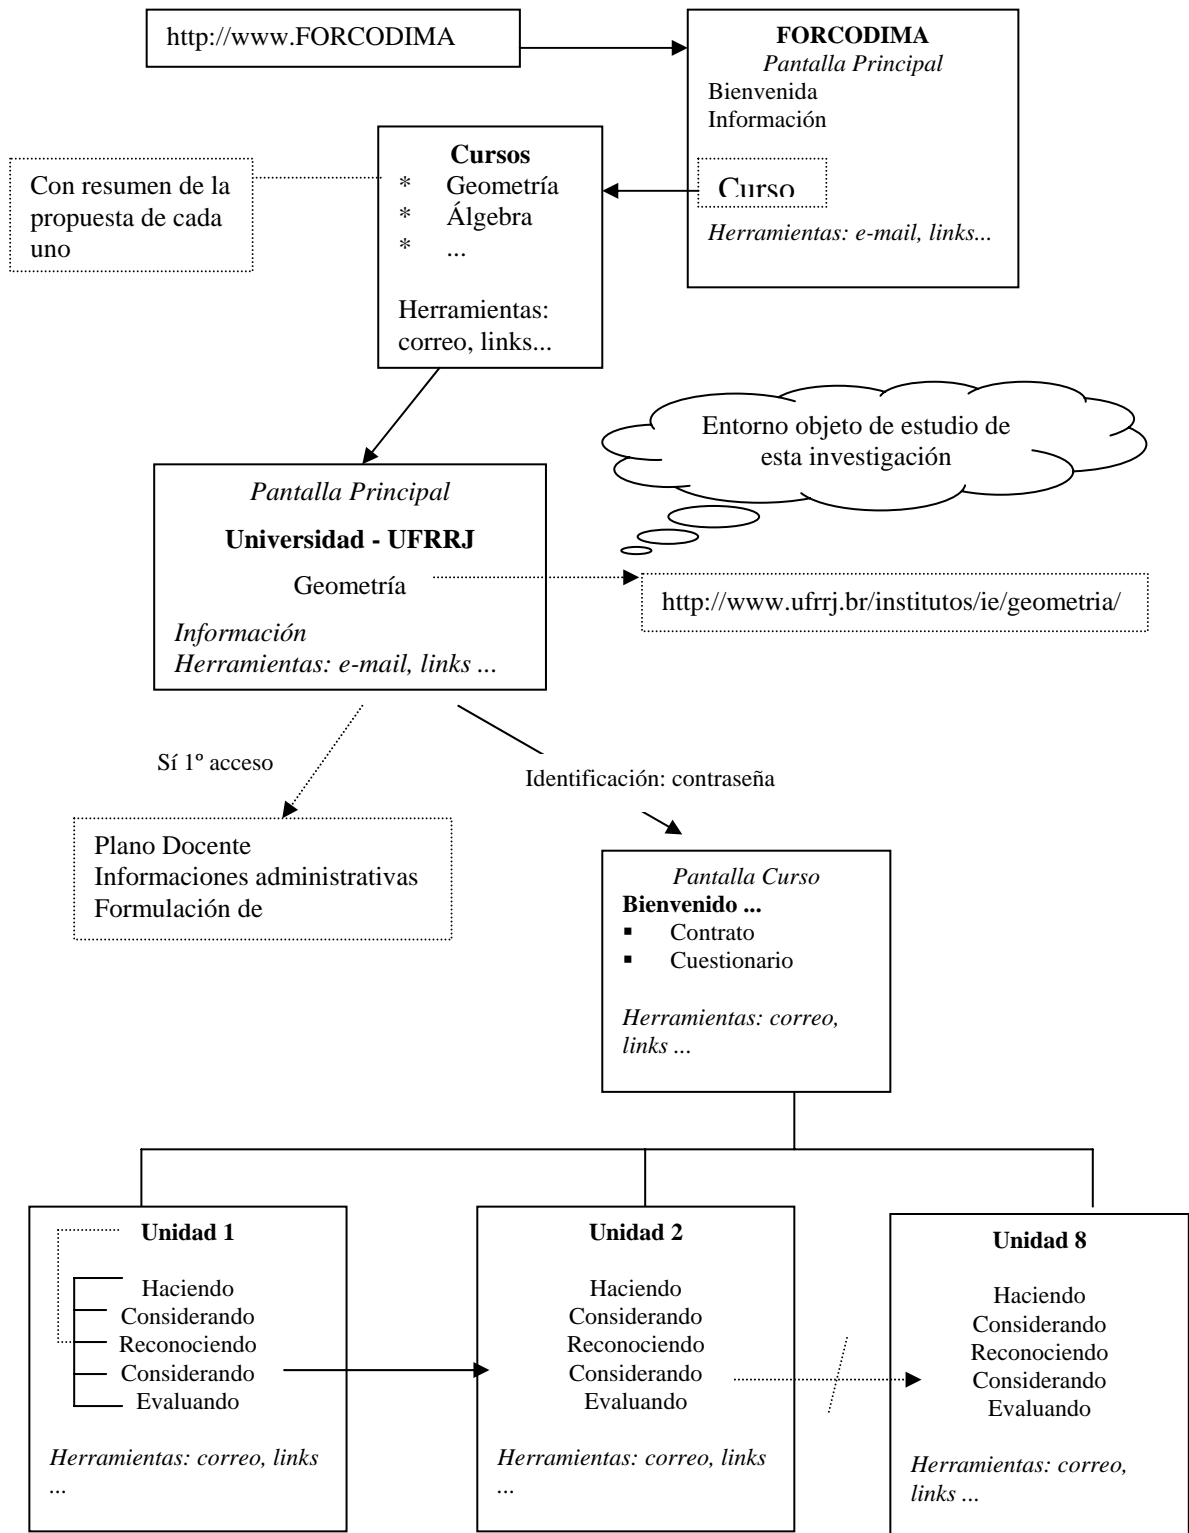 http://www.FORCODIMA
FORCODIMA
Pantalla Principal
Bienvenida
Información
Curso
Herramientas: e-mail, links...
Cursos
* Geometría
* Álgebra
* ...
Herramientas:
correo, links...
Con resumen de la
propuesta de cada
uno
Entorno objeto de estudio de
esta investigación
Pantalla Principal
Universidad - UFRRJ
Geometría
Información
Herramientas: e-mail, links ...
http://www.ufrrj.br/institutos/ie/geometria/
Sí 1º acceso
Identificación: contraseña
Plano Docente
Informaciones administrativas
Formulación de
Pantalla Curso
Bienvenido ...
▪ Contrato
▪ Cuestionario
Herramientas: correo,
links ...
Unidad 1
Haciendo
Considerando
Reconociendo
Considerando
Evaluando
Herramientas: correo, links
...
Unidad 2
Haciendo
Considerando
Reconociendo
Considerando
Evaluando
Herramientas: correo, links
...
Unidad 8
Haciendo
Considerando
Reconociendo
Considerando
Evaluando
Herramientas: correo,
links ...